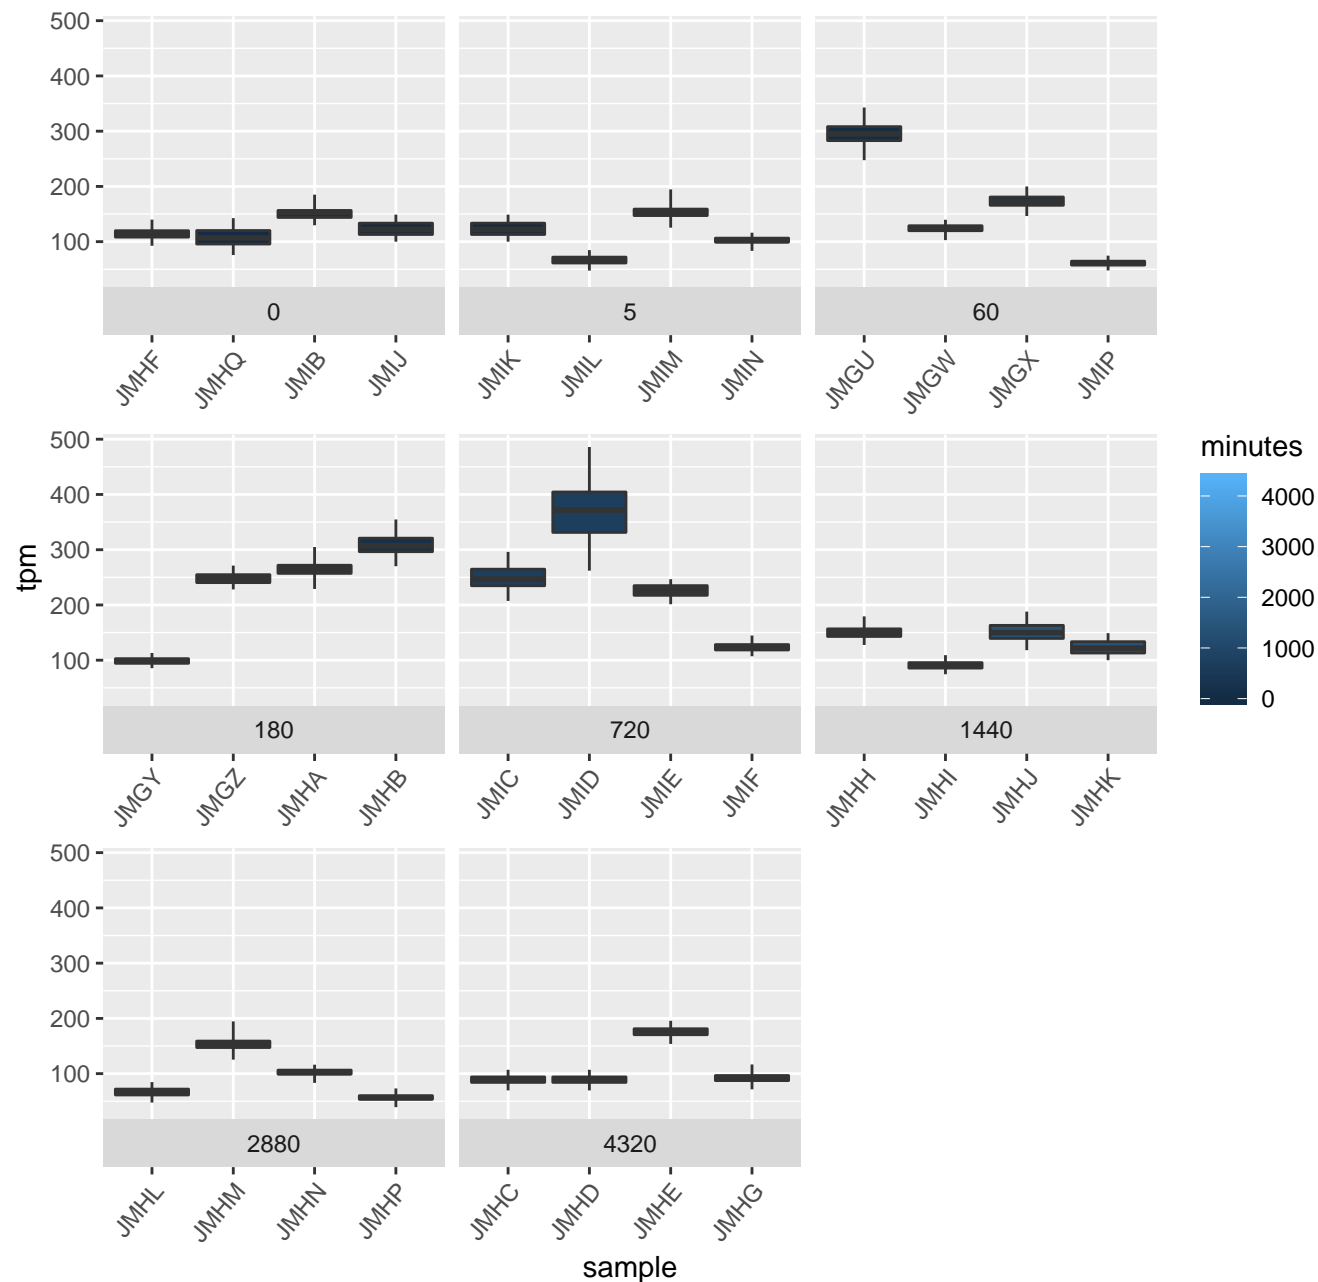 500
400
300
200
100
0
5
60
JMHF
JMHQ
JMIB
JMIJ
JMIK
JMIL
JMIM
JMIN
JMGU
JMGW
JMGX
JMIP
tpm
500
400
300
200
100
180
720
1440
JMGY
JMGZ
JMHA
JMHB
JMIC
JMID
JMIE
JMIF
JMHH
JMHI
JMHJ
JMHK
500
400
300
200
100
2880
4320
JMHL
JMHM
JMHN
JMHP
JMHC
JMHD
JMHE
JMHG
sample
minutes
4000
3000
2000
1000
0